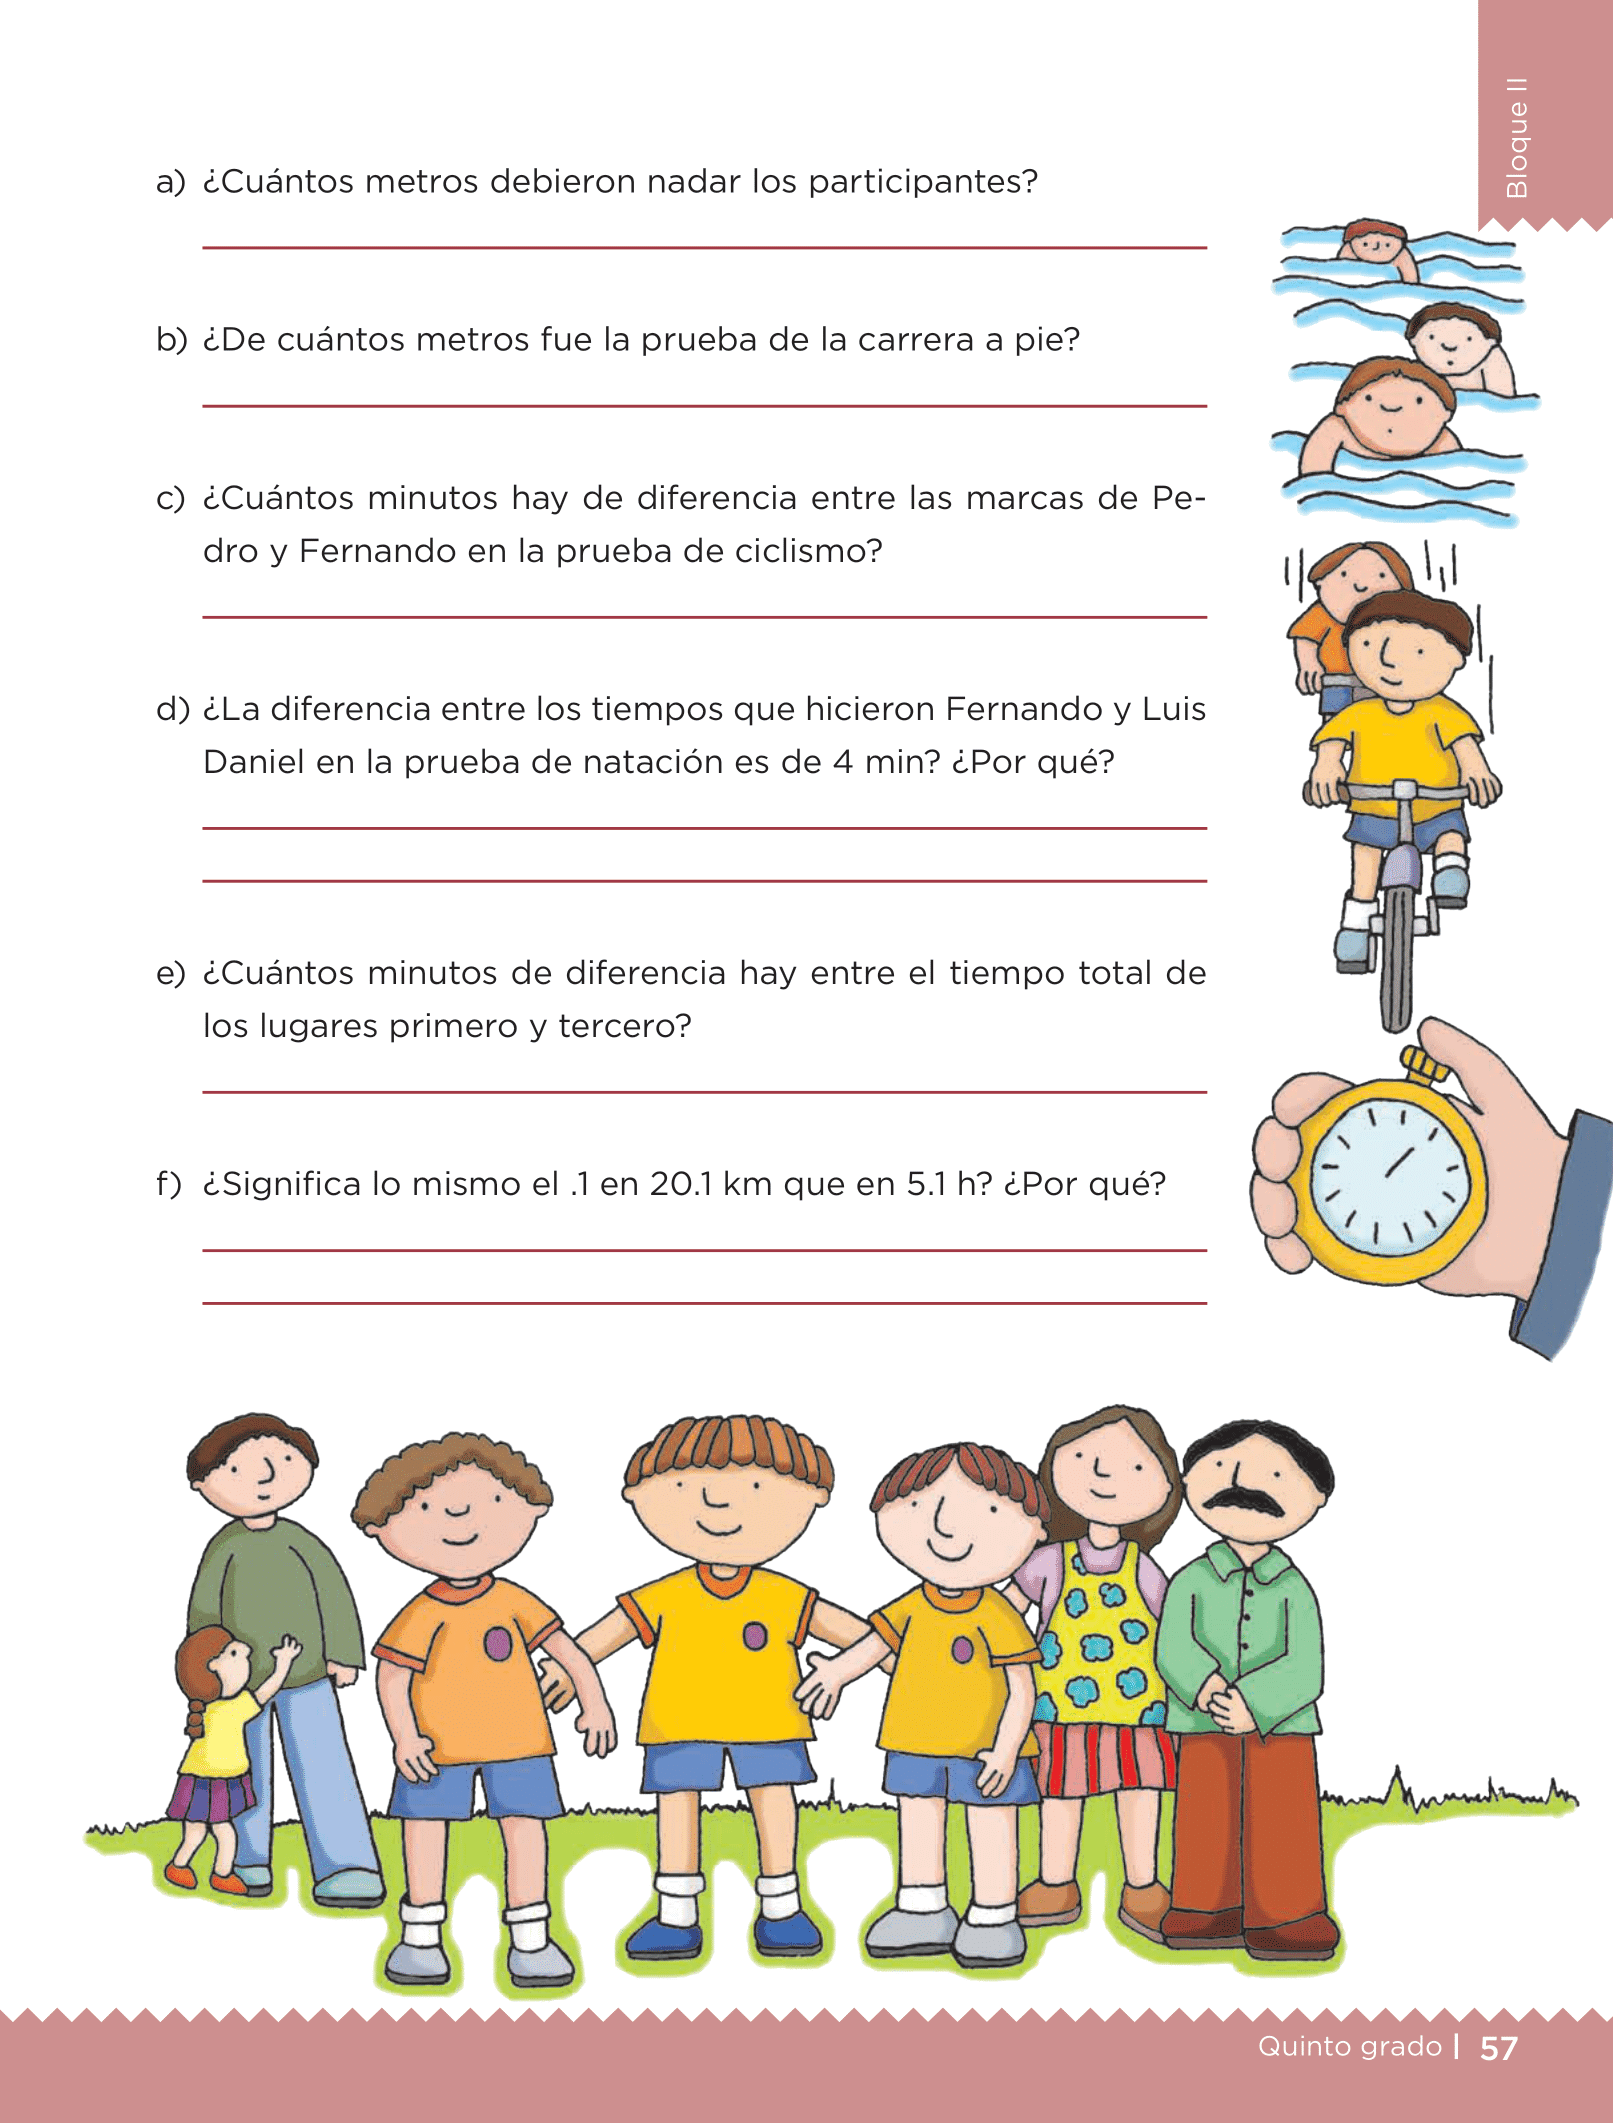 Bloque II
a) ¿Cuántos metros debieron nadar los participantes?
b) ¿De cuántos metros fue la prueba de la carrera a pie?
c) ¿Cuántos minutos hay de diferencia entre las marcas de Pe-
dro y Fernando en la prueba de ciclismo?
d) ¿La diferencia entre los tiempos que hicieron Fernando y Luis
Daniel en la prueba de natación es de 4 min? ¿Por qué?
e) ¿Cuántos minutos de diferencia hay entre el tiempo total de
los lugares primero y tercero?
f) ¿Significa lo mismo el .1 en 20.1 km que en 5.1 h? ¿Por qué?
Quinto grado | 57